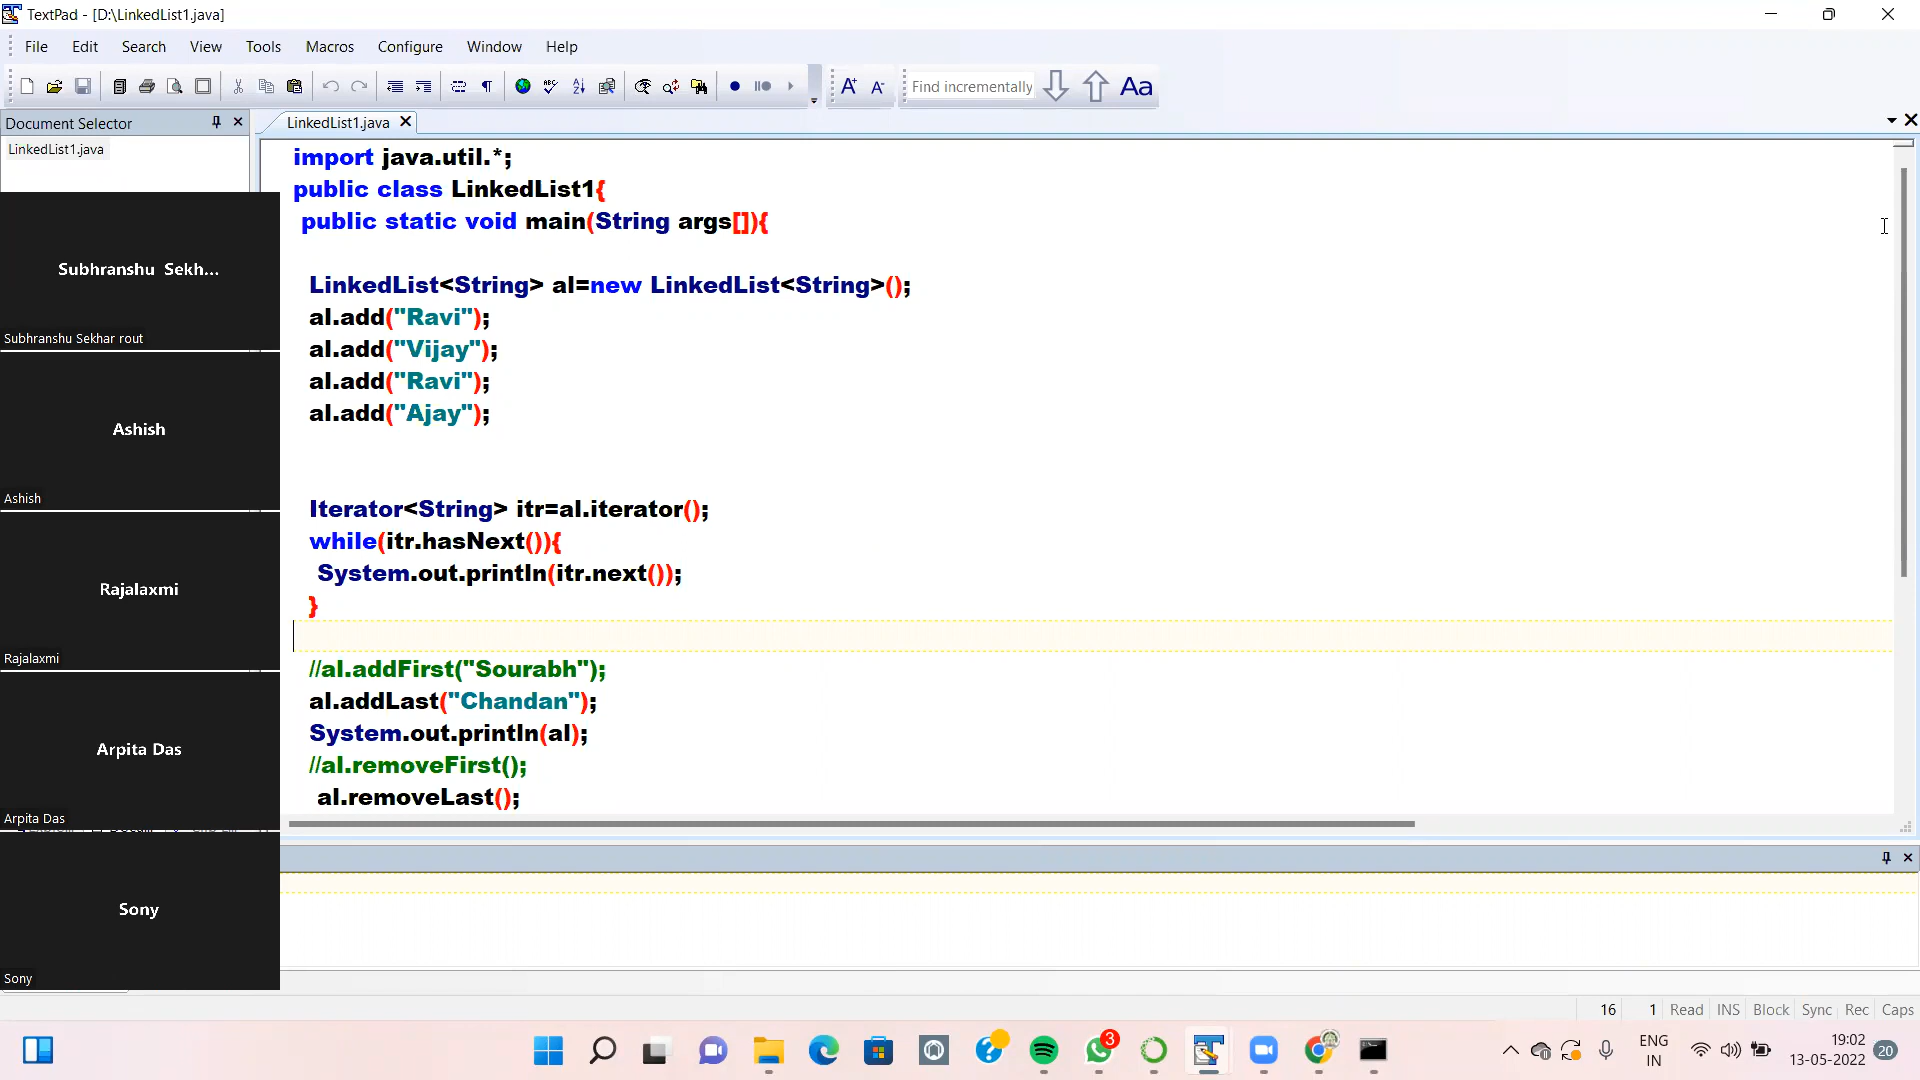 TextPad - [D:\LinkedList1.java]
File Edit Search View Tools Macros Configure Window Help
Find incrementally
Document Selector
LinkedList1.java
LinkedList1.java
import java.util.*;
public class LinkedList1{
public static void main(String args[]){
LinkedList<String> al=new LinkedList<String>();
al.add("Ravi");
al.add("Vijay");
al.add("Ravi");
al.add("Ajay");
Iterator<String> itr=al.iterator();
while(itr.hasNext()){
System.out.println(itr.next());
}
//al.addFirst("Sourabh");
al.addLast("Chandan");
System.out.println(al);
//al.removeFirst();
al.removeLast();
Subhranshu Sekh...
Subhranshu Sekhar rout
Ashish
Ashish
Rajalaxmi
Rajalaxmi
Arpita Das
Arpita Das
Sony
Sony
16 1 Read INS Block Sync Rec Caps
3
ENG
IN
19:02
13-05-2022
20